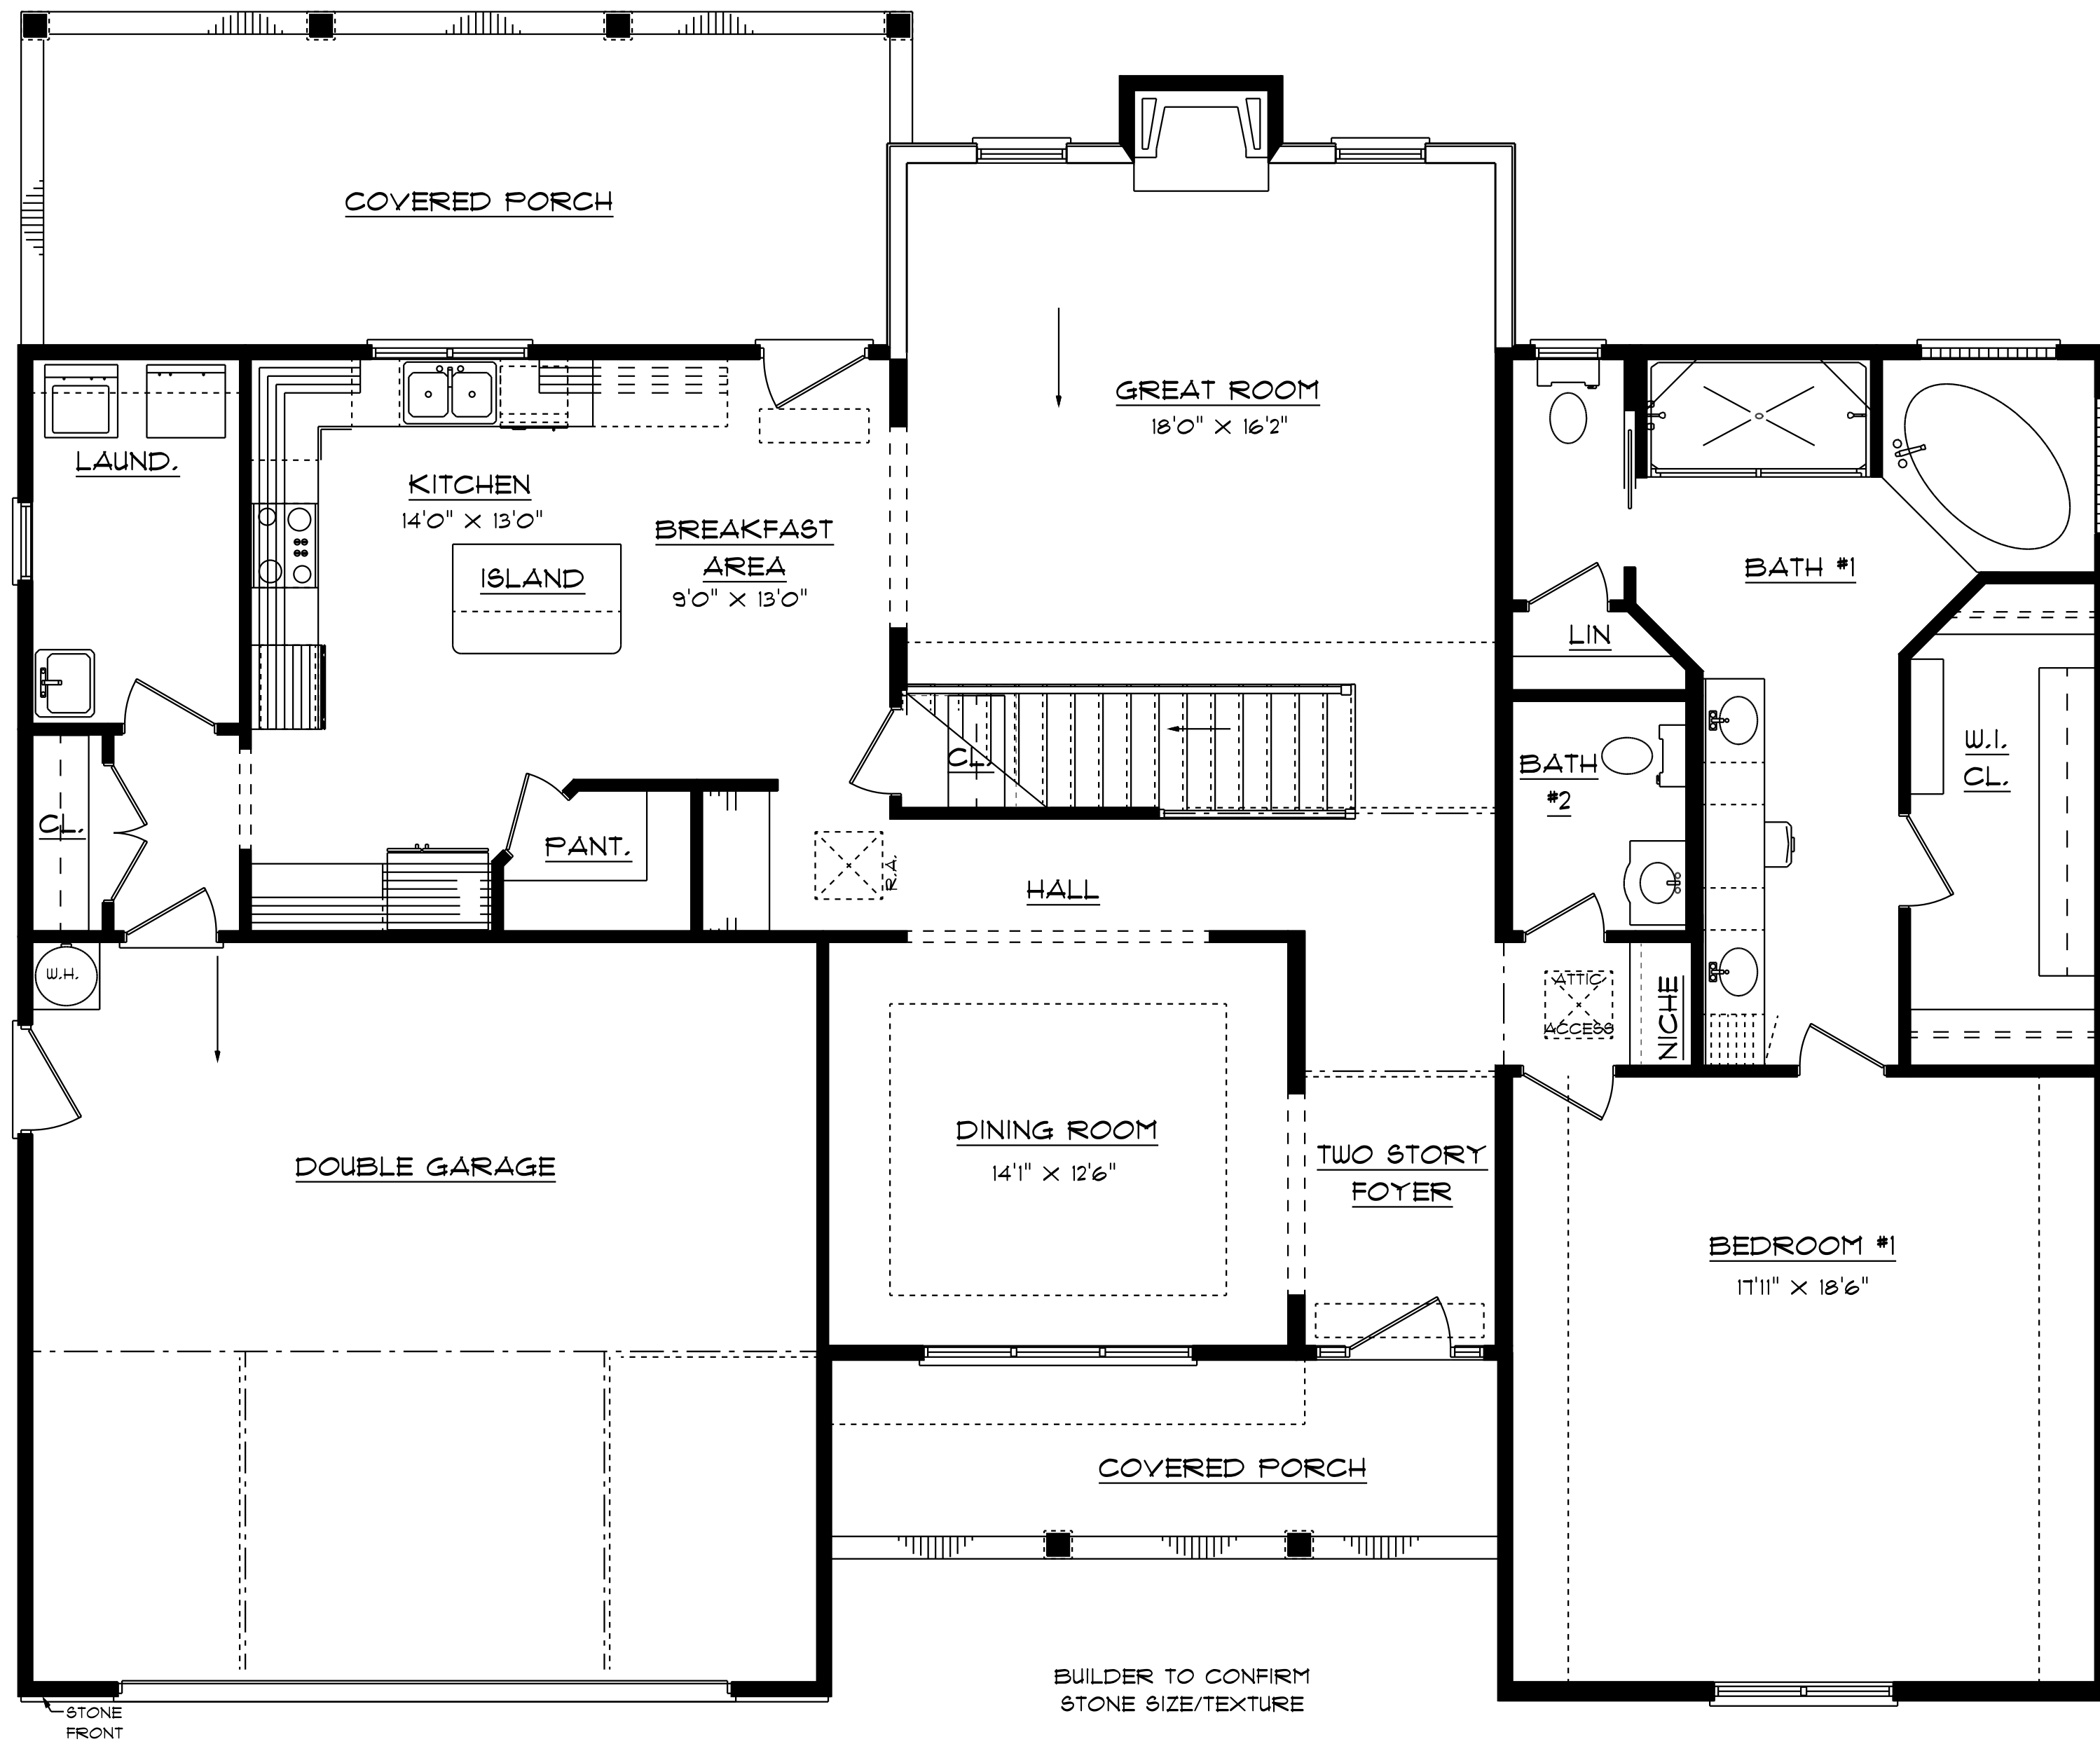 COVERED PORCH
GREAT ROOM
18'0" X 16'2"
LAUND.
KITCHEN
14'0" X 13'0"
BREAKFAST
AREA
9'0" X 13'0"
ISLAND
BATH #1
LIN
W.I.
CL.
BATH
#2
CL.
CL.
PANT.
R.A.
HALL
W.H.
ATTIC
ACCESS
NICHE
DINING ROOM
14'1" X 12'6"
TWO STORY
FOYER
DOUBLE GARAGE
BEDROOM #1
17'11" X 18'6"
COVERED PORCH
BUILDER TO CONFIRM
STONE SIZE/TEXTURE
STONE
FRONT